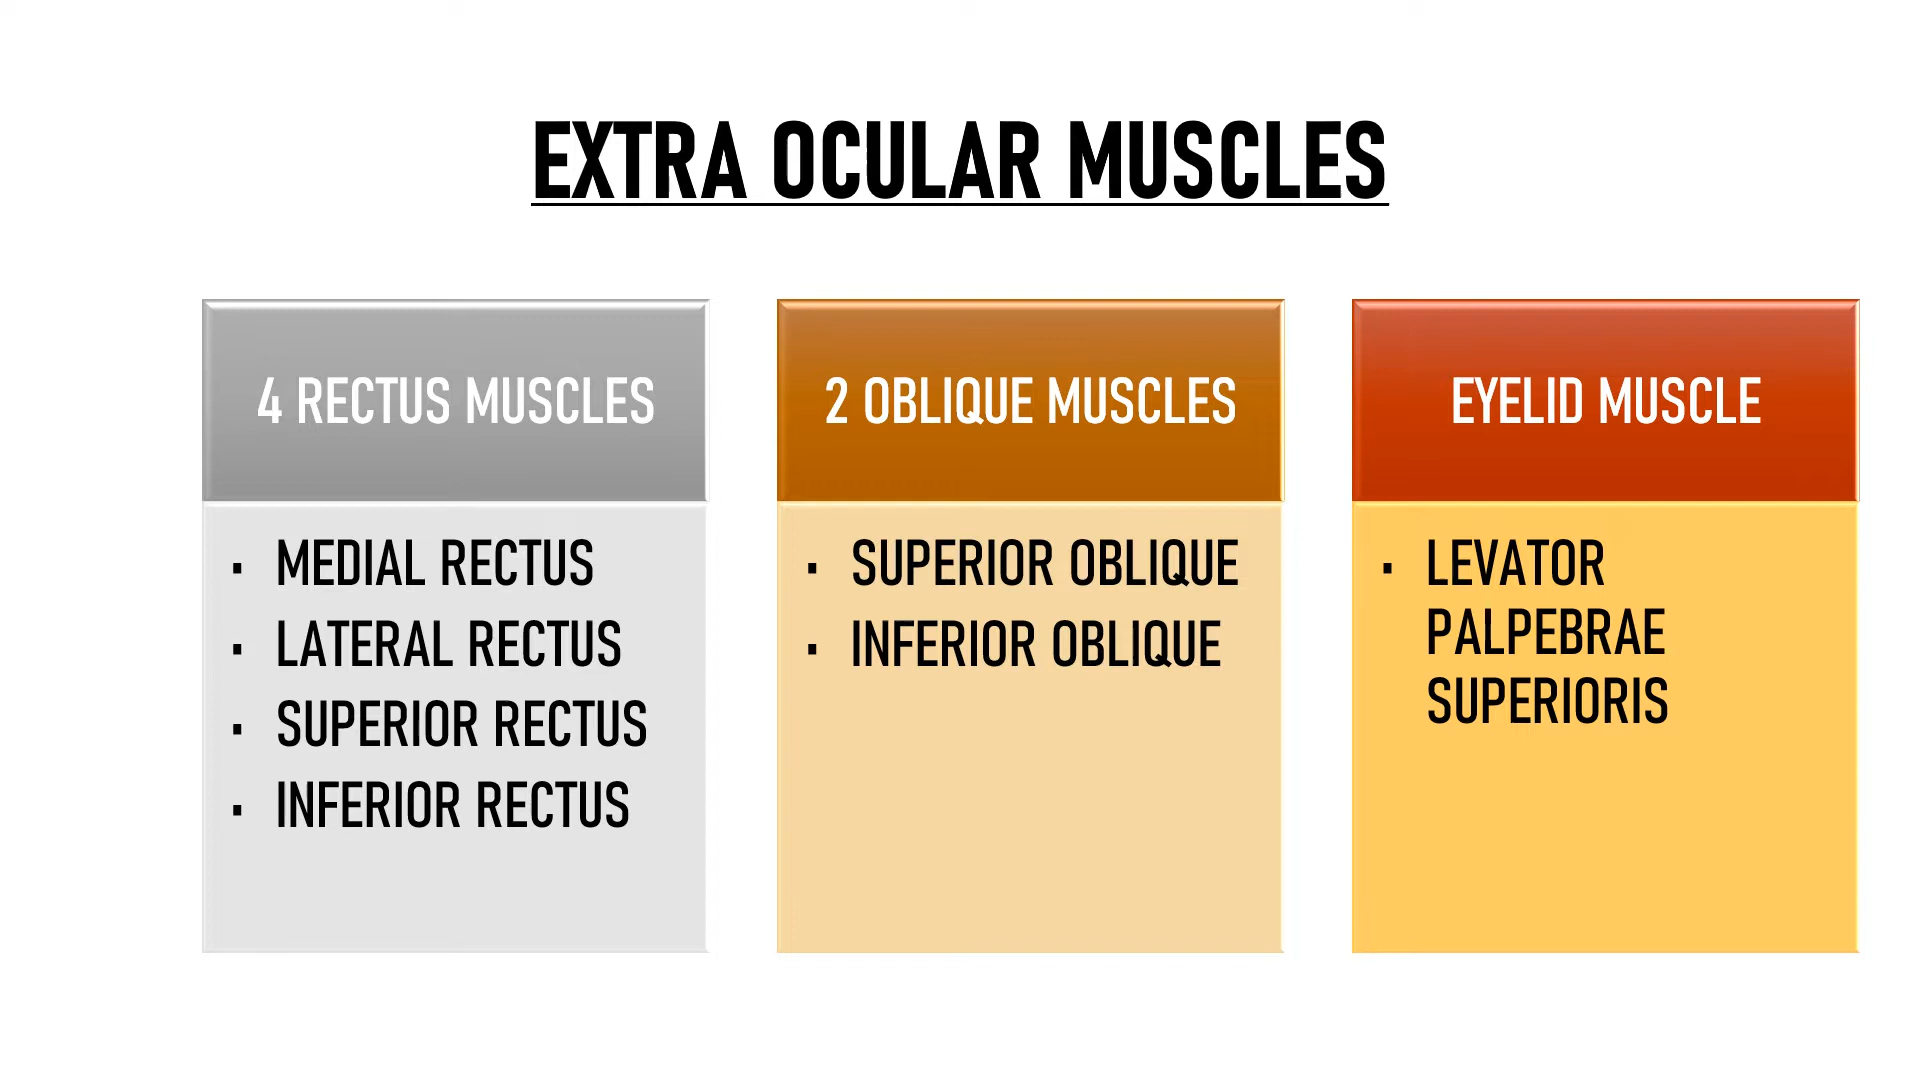 EXTRA OCULAR MUSCLES
4 RECTUS MUSCLES
▪ MEDIAL RECTUS
▪ LATERAL RECTUS
▪ SUPERIOR RECTUS
▪ INFERIOR RECTUS
2 OBLIQUE MUSCLES
▪ SUPERIOR OBLIQUE
▪ INFERIOR OBLIQUE
EYELID MUSCLE
▪ LEVATOR
PALPEBRAE
SUPERIORIS